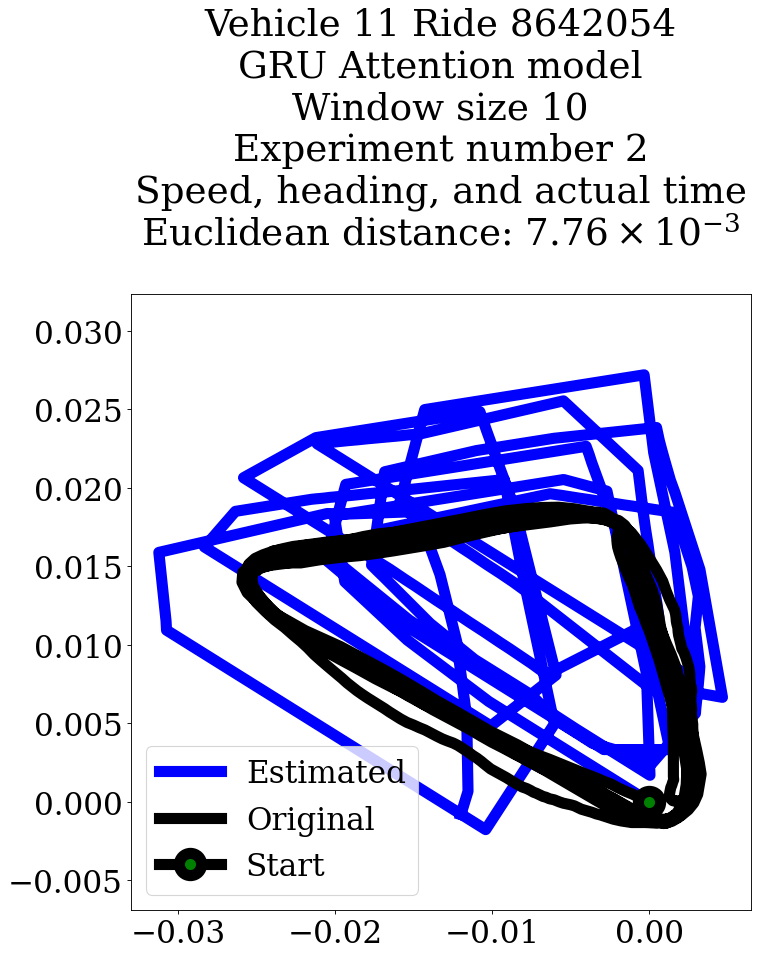 Vehicle 11 Ride 8642054
GRU Attention model
Window size 10
Experiment number 2
Speed, heading, and actual time
Euclidean distance: 7.76 × 10⁻³
0.030
0.025
0.020
0.015
0.010
0.005
0.000
−0.005
Estimated
Original
Start
−0.03 −0.02 −0.01 0.00